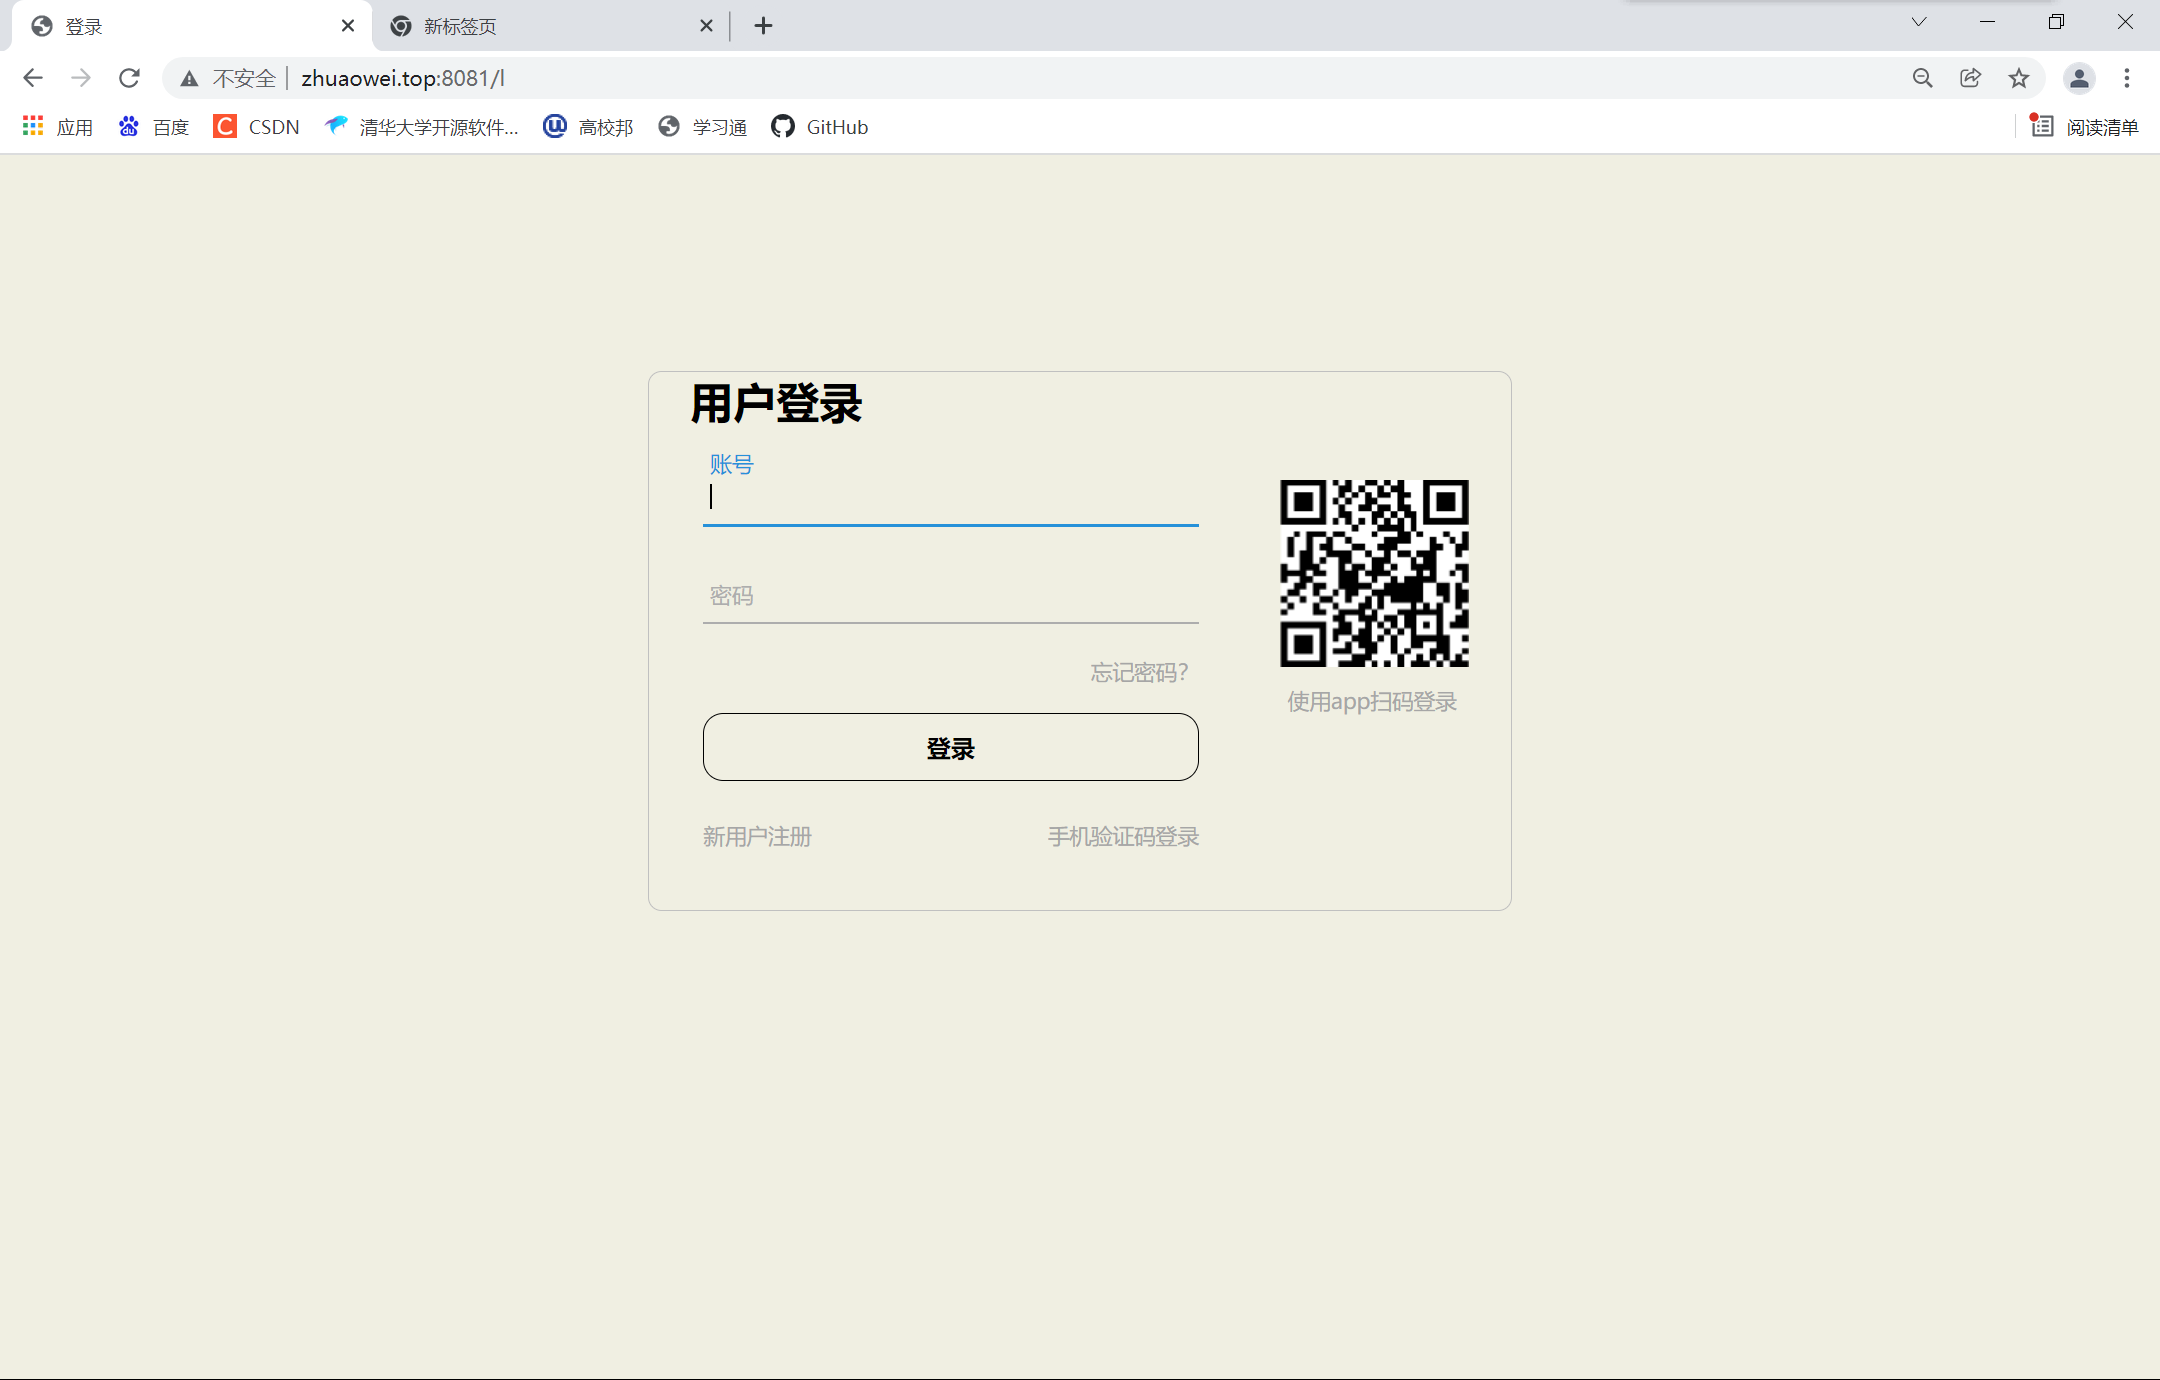 登录
新标签页
不安全
zhuaowei.top:8081/l
应用
百度
CSDN
清华大学开源软件...
高校邦
学习通
GitHub
阅读清单
用户登录
账号
密码
忘记密码?
使用app扫码登录
登录
新用户注册
手机验证码登录